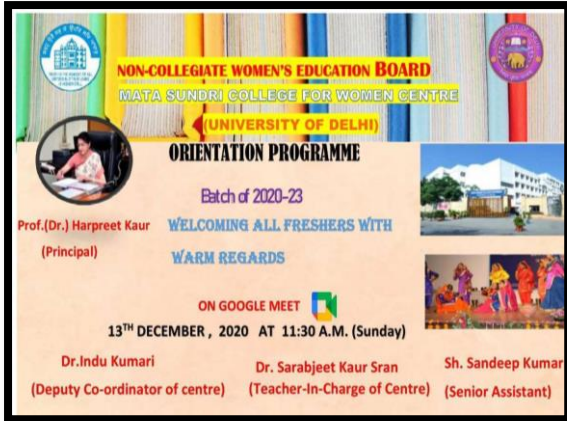 NON-COLLEGIATE WOMEN'S EDUCATION BOARD
MATA SUNDRI COLLEGE FOR WOMEN CENTRE
(UNIVERSITY OF DELHI)
ORIENTATION PROGRAMME
Batch of 2020-23
Prof.(Dr.) Harpreet Kaur
(Principal)
WELCOMING ALL FRESHERS WITH
WARM REGARDS
ON GOOGLE MEET
13TH DECEMBER , 2020 AT 11:30 A.M. (Sunday)
Dr.Indu Kumari
(Deputy Co-ordinator of centre)
Dr. Sarabjeet Kaur Sran
(Teacher-In-Charge of Centre)
Sh. Sandeep Kumar
(Senior Assistant)